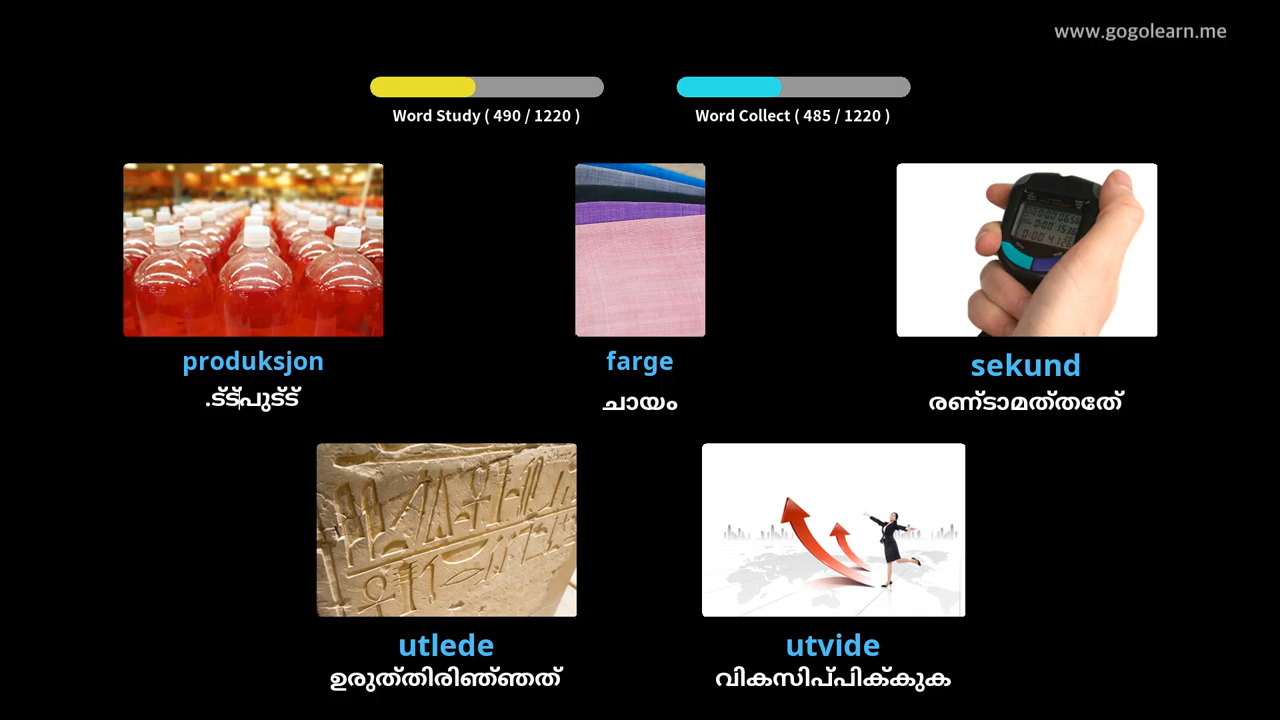 www.gogolearn.me
Word Study ( 490 / 1220 )
Word Collect ( 485 / 1220 )
produksjon
farge
sekund
.ട്ട്പുട്ട്
ചായം
രണ്ടാമത്തതേ്
utlede
utvide
ഉരുത്തിരിഞ്ഞത്
വികസിപ്പിക്കുക